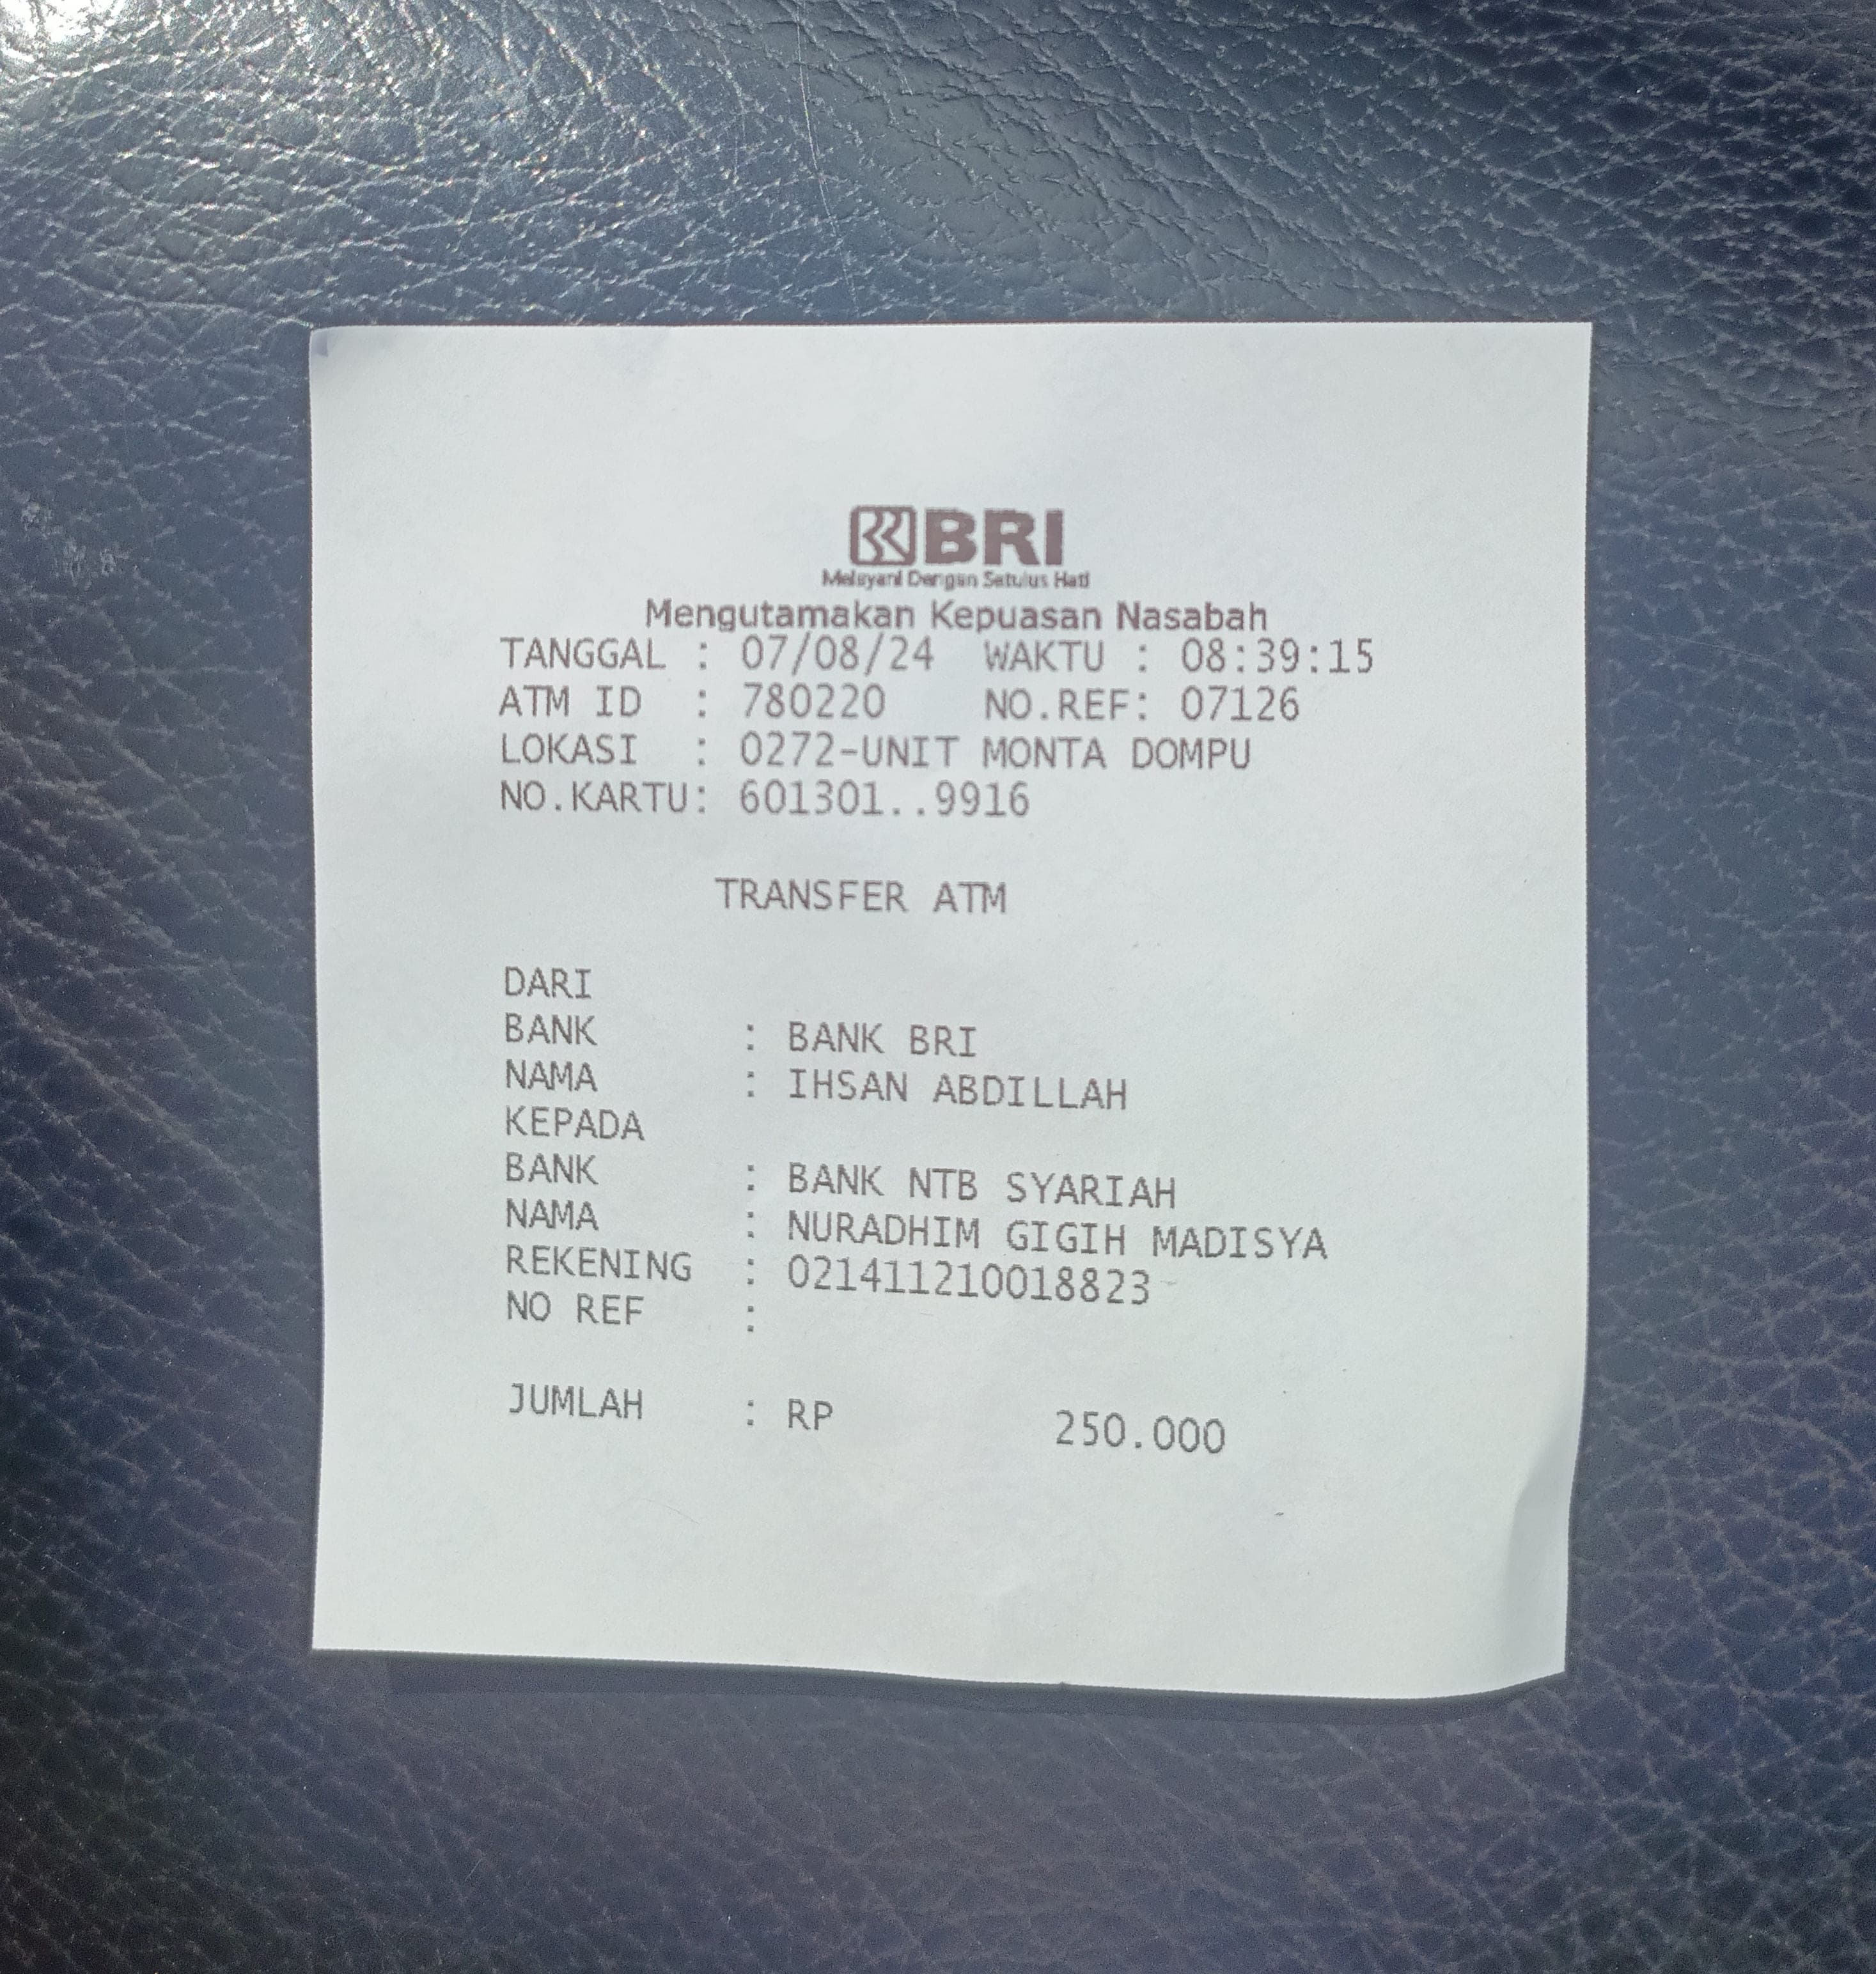 BRI
Melayani Dengan Setulus Hati
Mengutamakan Kepuasan Nasabah
TANGGAL : 07/08/24 WAKTU : 08:39:15
ATM ID : 780220 NO.REF: 07126
LOKASI : 0272-UNIT MONTA DOMPU
NO.KARTU: 601301..9916
TRANSFER ATM
DARI
BANK : BANK BRI
NAMA : IHSAN ABDILLAH
KEPADA
BANK : BANK NTB SYARIAH
NAMA : NURADHIM GIGIH MADISYA
REKENING : 021411210018823
NO REF :
JUMLAH : RP 250.000